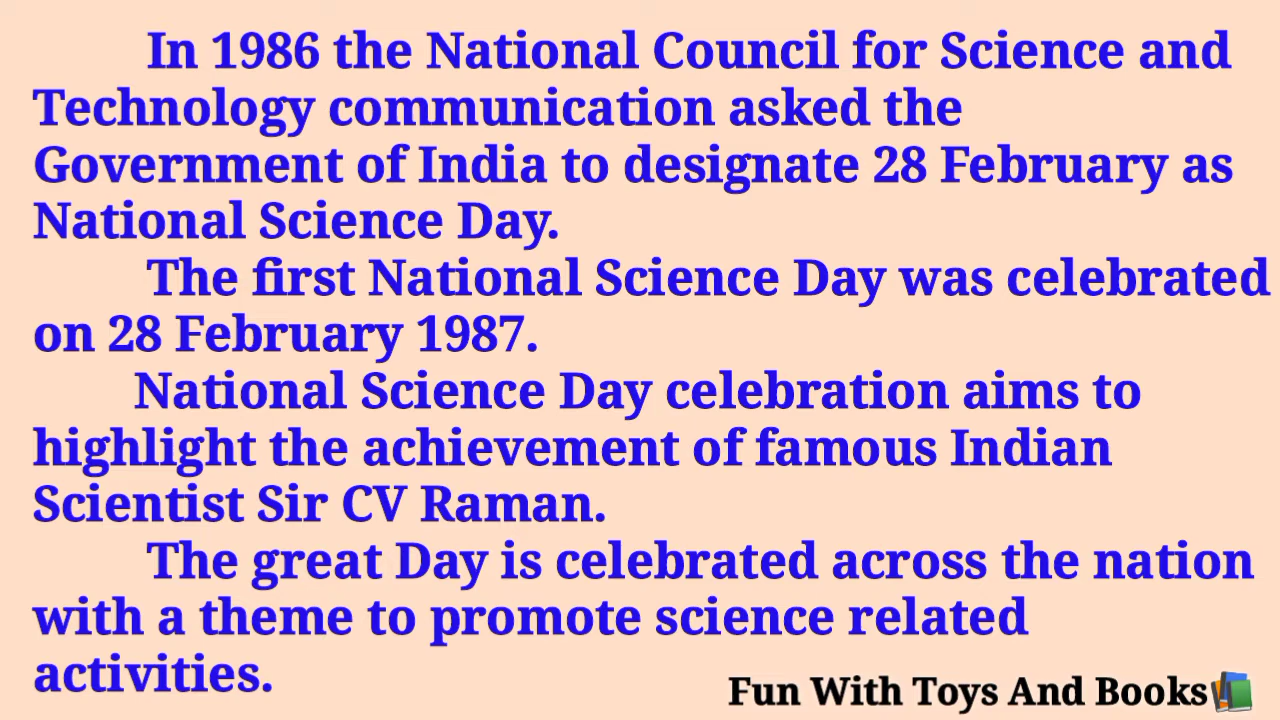 In 1986 the National Council for Science and
Technology communication asked the
Government of India to designate 28 February as
National Science Day.
The first National Science Day was celebrated
on 28 February 1987.
National Science Day celebration aims to
highlight the achievement of famous Indian
Scientist Sir CV Raman.
The great Day is celebrated across the nation
with a theme to promote science related
activities.
Fun With Toys And Books